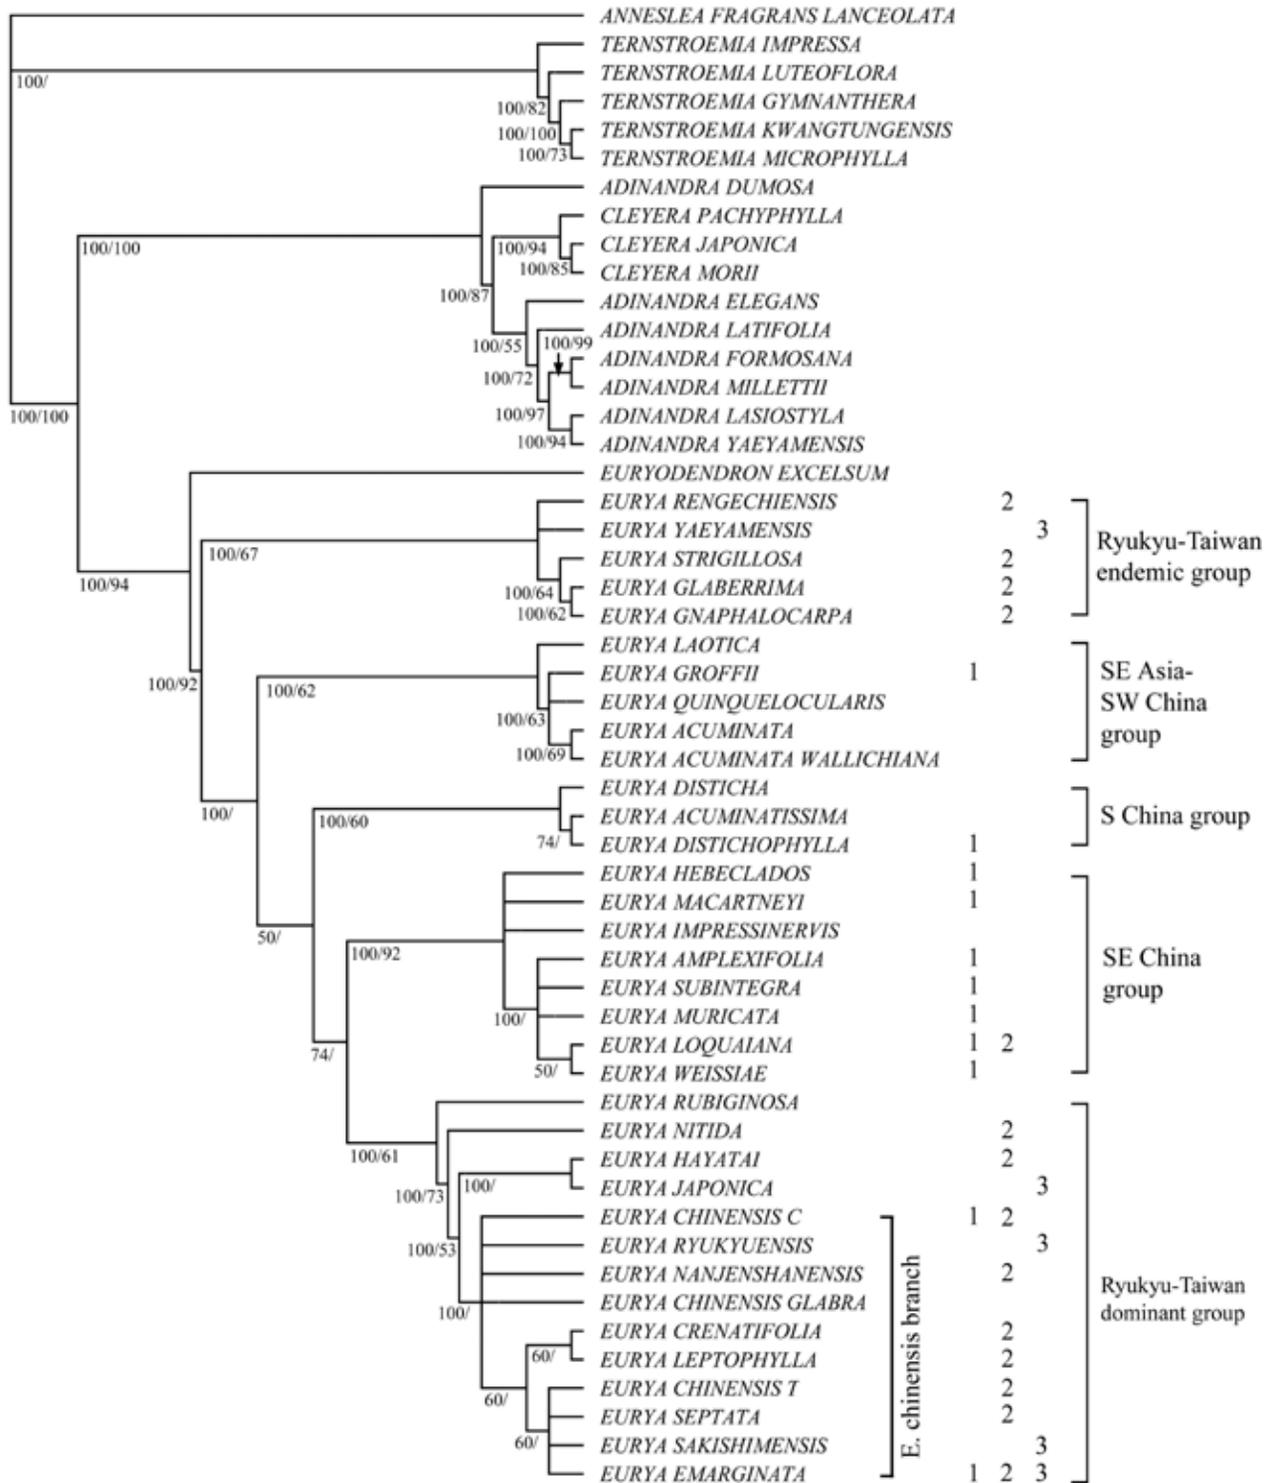 ANNESLEA FRAGRANS LANCEOLATA
TERNSTROEMIA IMPRESSA
100/
TERNSTROEMIA LUTEOFLORA
100/82
TERNSTROEMIA GYMNANTHERA
100/100
TERNSTROEMIA KWANGTUNGENSIS
100/73
TERNSTROEMIA MICROPHYLLA
ADINANDRA DUMOSA
CLEYERA PACHYPHYLLA
100/100
100/94
CLEYERA JAPONICA
100/85
CLEYERA MORII
100/87
ADINANDRA ELEGANS
ADINANDRA LATIFOLIA
100/55
100/99
ADINANDRA FORMOSANA
100/72
ADINANDRA MILLETTII
100/100
100/97
ADINANDRA LASIOSTYLA
100/94
ADINANDRA YAEYAMENSIS
EURYODENDRON EXCELSUM
EURYA RENGECHIENSIS 2
EURYA YAEYAMENSIS 3
100/67
EURYA STRIGILLOSA 2
Ryukyu-Taiwan
endemic group
100/94
100/64
EURYA GLABERRIMA 2
100/62
EURYA GNAPHALOCARPA 2
EURYA LAOTICA
100/92
100/62
EURYA GROFFII 1
EURYA QUINQUELOCULARIS
SE Asia-
SW China
group
100/63
EURYA ACUMINATA
100/69
EURYA ACUMINATA WALLICHIANA
EURYA DISTICHA
100/
100/60
EURYA ACUMINATISSIMA
S China group
74/
EURYA DISTICHOPHYLLA 1
EURYA HEBECLADOS 1
EURYA MACARTNEYI 1
50/
EURYA IMPRESSINERVIS
100/92
EURYA AMPLEXIFOLIA 1
SE China
group
EURYA SUBINTEGRA 1
100/
EURYA MURICATA 1
74/
EURYA LOQUAIANA 1 2
50/
EURYA WEISSIAE 1
EURYA RUBIGINOSA
EURYA NITIDA 2
100/61
EURYA HAYATAI 2
100/73
100/
EURYA JAPONICA 3
EURYA CHINENSIS C 1 2
100/53
EURYA RYUKYUENSIS 3
EURYA NANJENSHANENSIS 2
Ryukyu-Taiwan
dominant group
100/
EURYA CHINENSIS GLABRA
EURYA CRENATIFOLIA 2
60/
EURYA LEPTOPHYLLA 2
E. chinensis branch
60/
EURYA CHINENSIS T 2
EURYA SEPTATA 2
60/
EURYA SAKISHIMENSIS 3
EURYA EMARGINATA 1 2 3